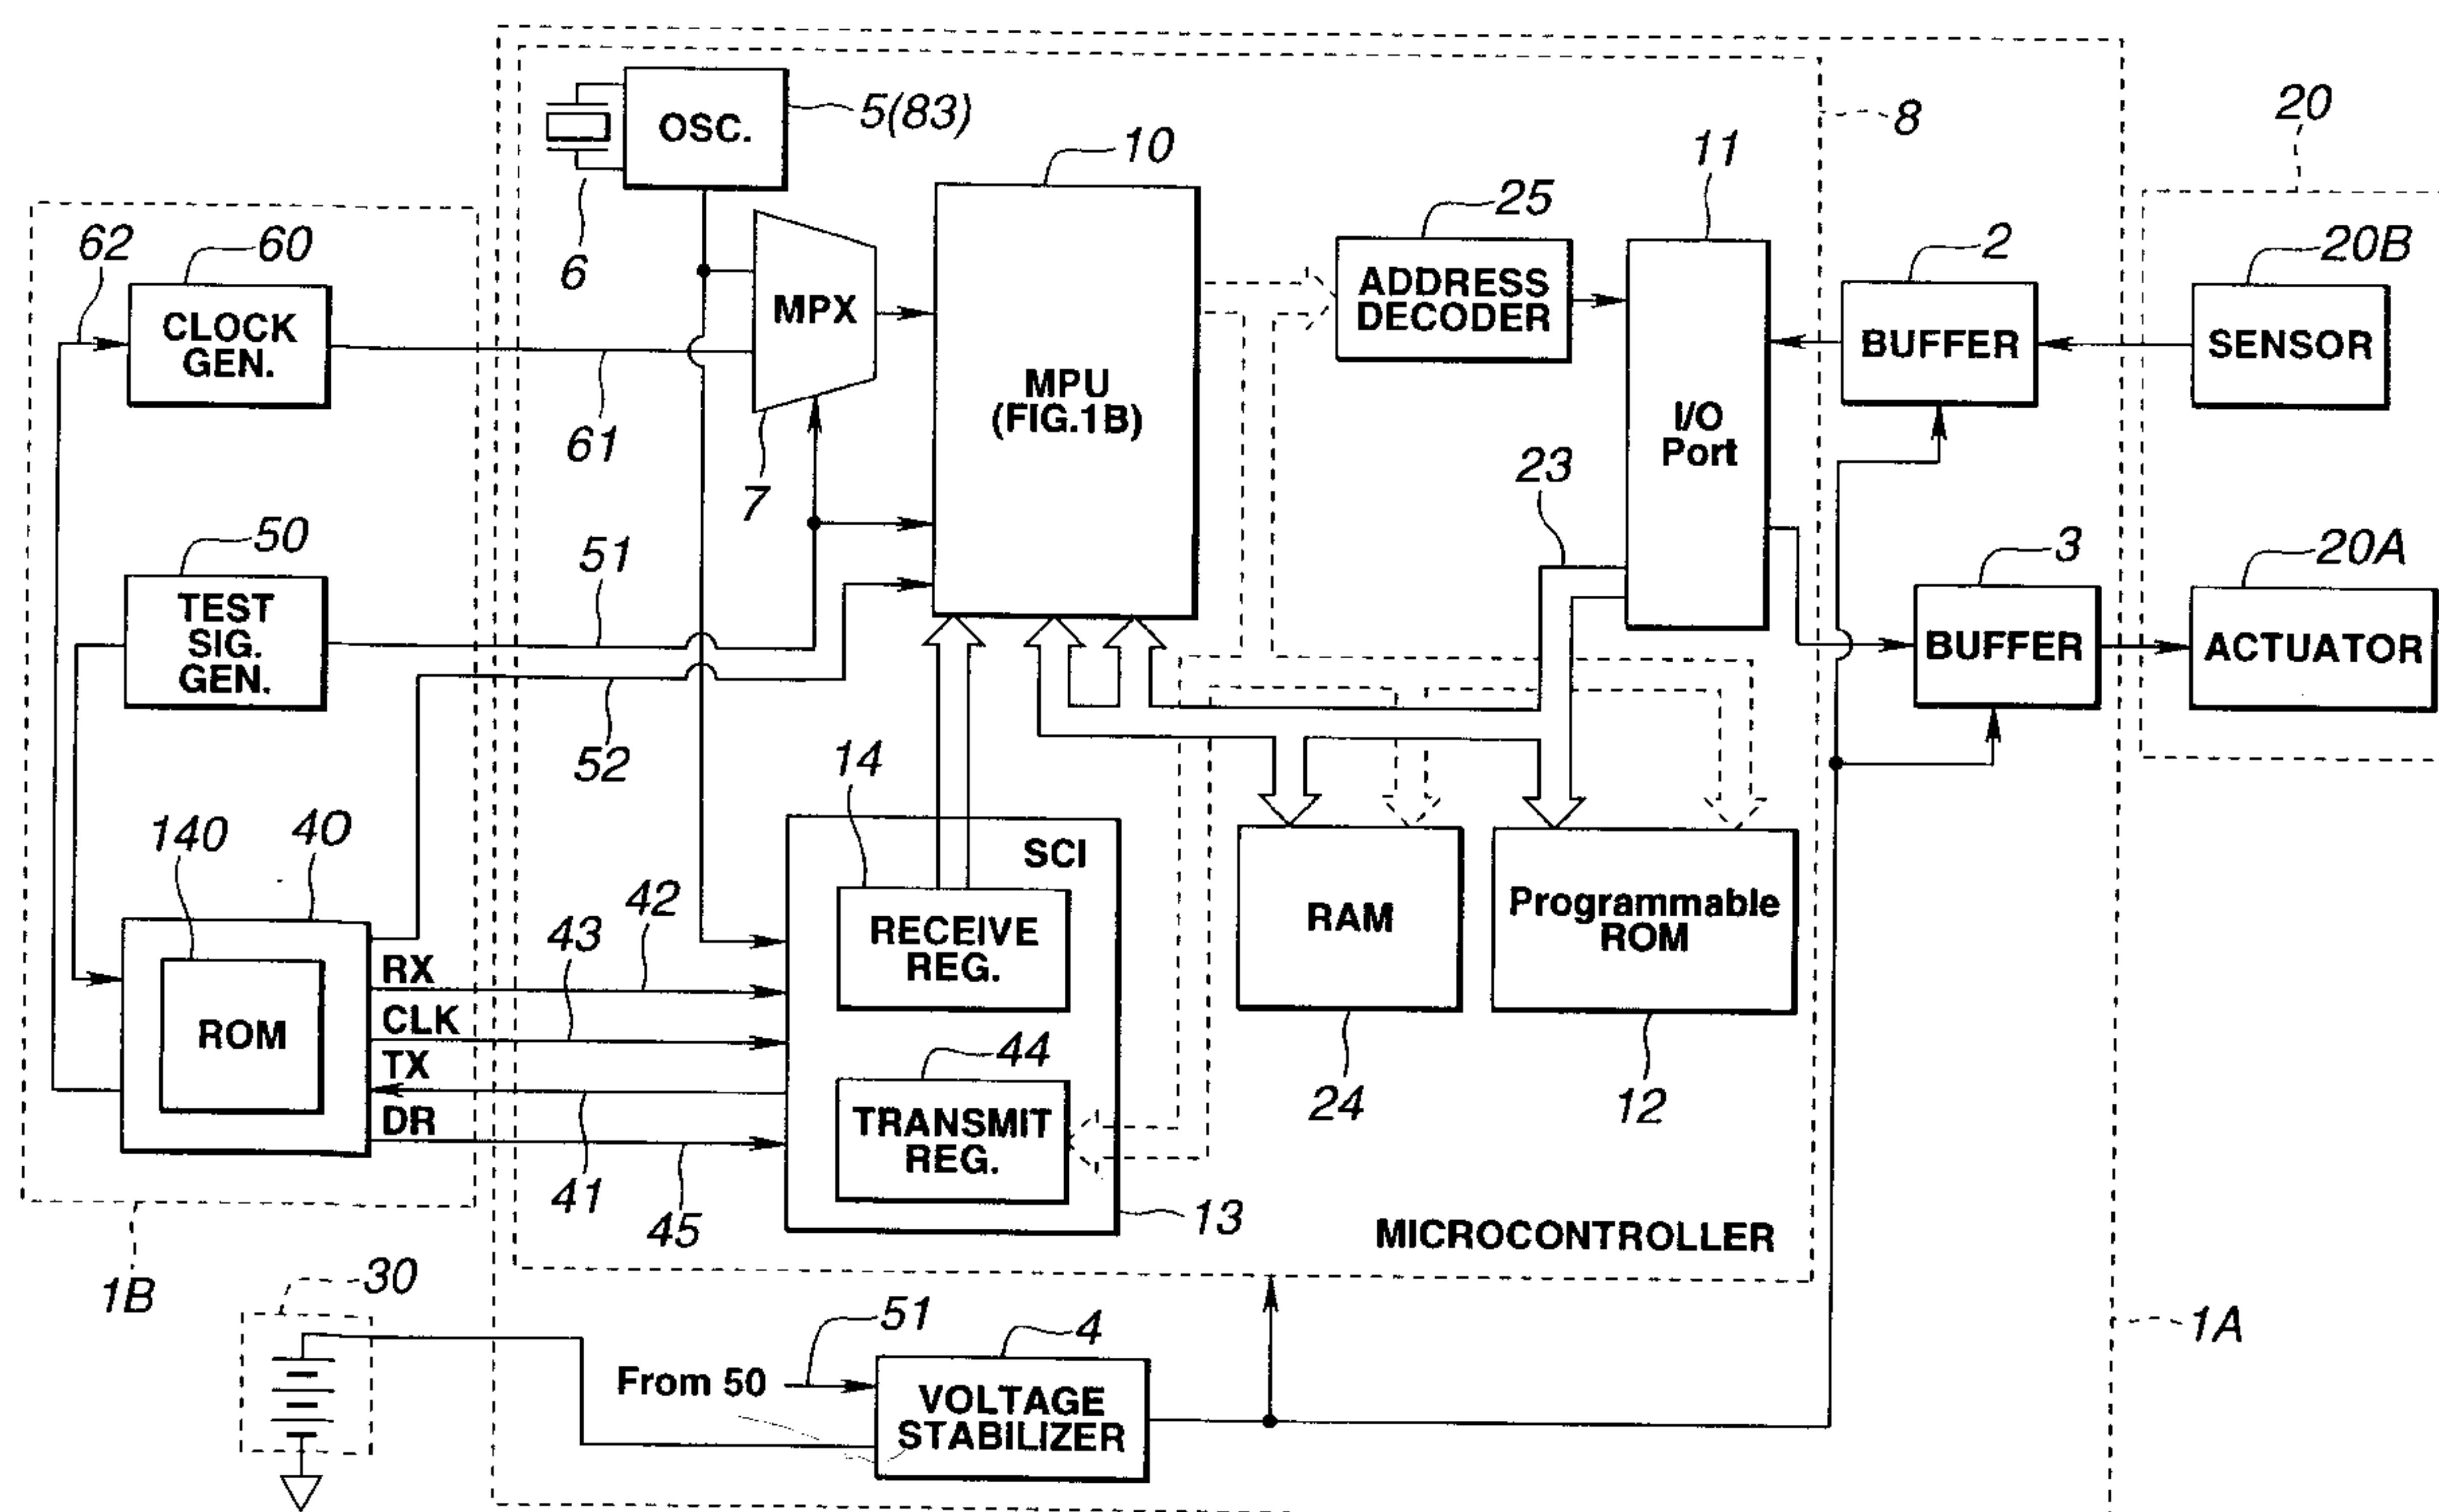 OSC.
5(83)
8
20
10
11
6
25
62
60
2
20B
CLOCK
GEN.
MPX
ADDRESS
DECODER
BUFFER
SENSOR
MPU
(FIG.1B)
I/O
Port
61
7
23
50
51
3
20A
TEST
SIG.
GEN.
BUFFER
ACTUATOR
52
14
140
40
SCI
42
43
RECEIVE
REG.
RAM
Programmable
ROM
RX
CLK
ROM
TX
DR
44
24
12
TRANSMIT
REG.
41
45
13
MICROCONTROLLER
1B
30
51
4
1A
From 50
VOLTAGE
STABILIZER